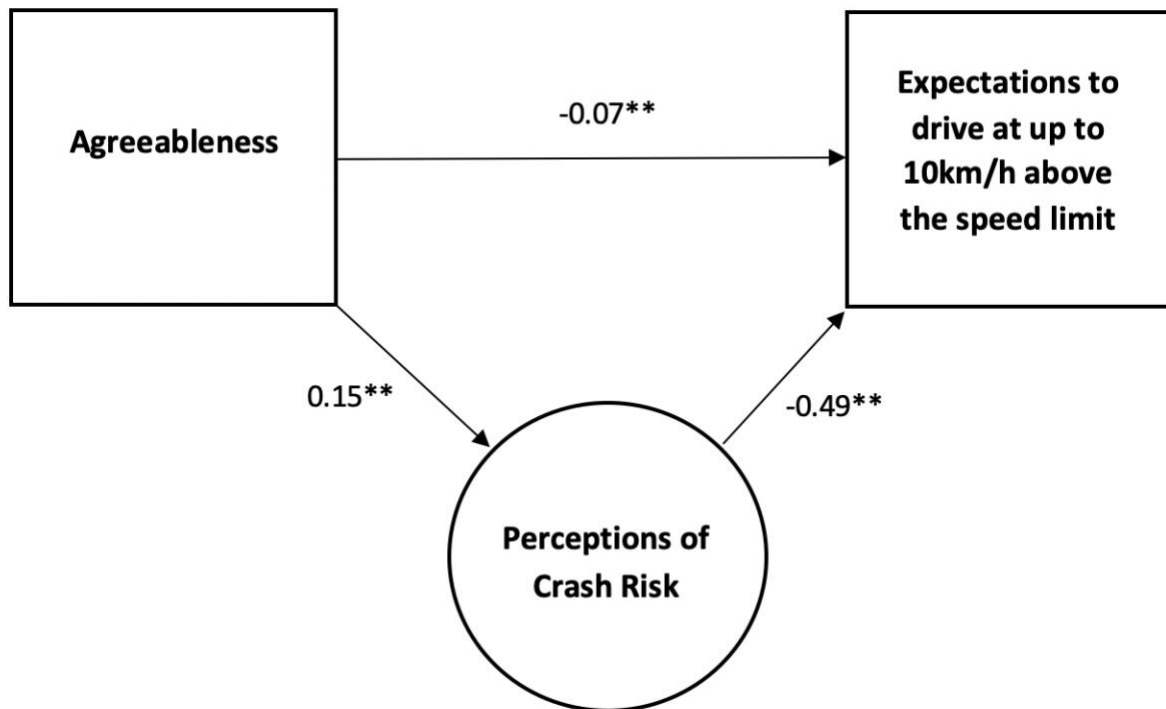 Agreeableness
-0.07**
Expectations to
drive at up to
10km/h above
the speed limit
0.15**
-0.49**
Perceptions of
Crash Risk